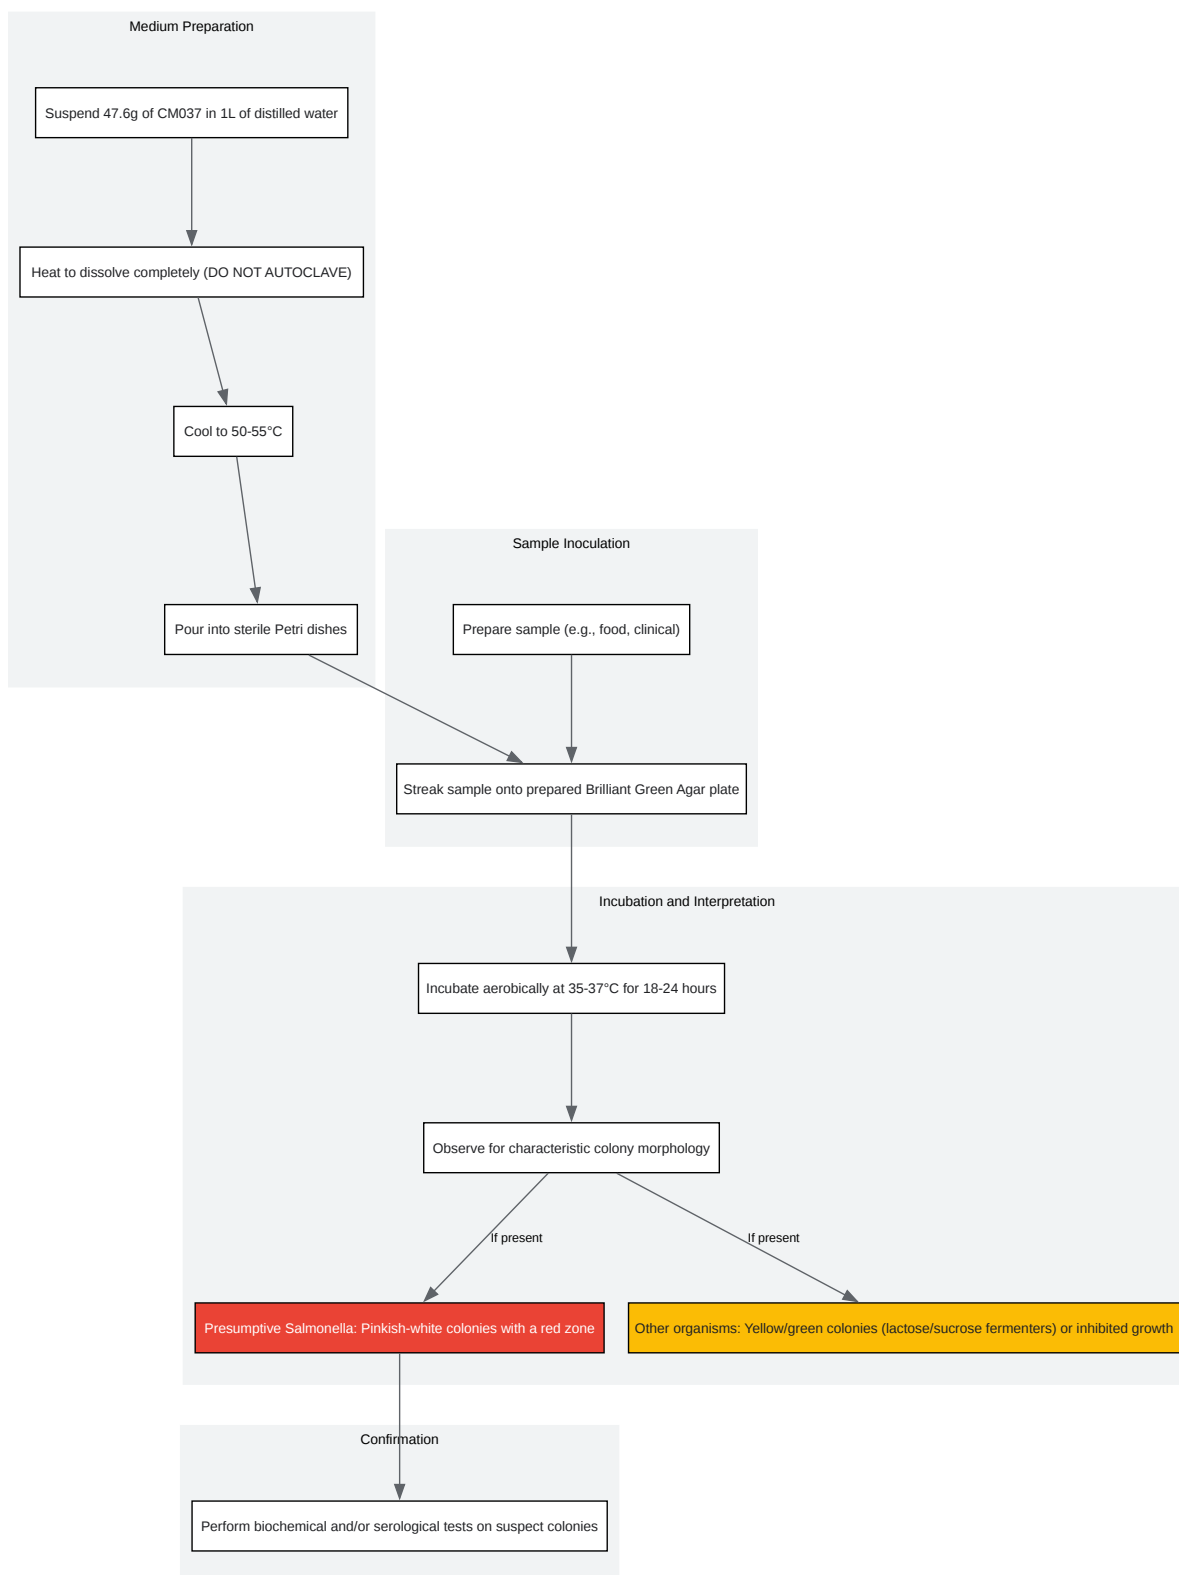 Medium Preparation
Suspend 47.6g of CM037 in 1L of distilled water
Heat to dissolve completely (DO NOT AUTOCLAVE)
Cool to 50-55°C
Pour into sterile Petri dishes
Sample Inoculation
Prepare sample (e.g., food, clinical)
Streak sample onto prepared Brilliant Green Agar plate
Incubation and Interpretation
Incubate aerobically at 35-37°C for 18-24 hours
Observe for characteristic colony morphology
If present
If present
Presumptive Salmonella: Pinkish-white colonies with a red zone
Other organisms: Yellow/green colonies (lactose/sucrose fermenters) or inhibited growth
Confirmation
Perform biochemical and/or serological tests on suspect colonies